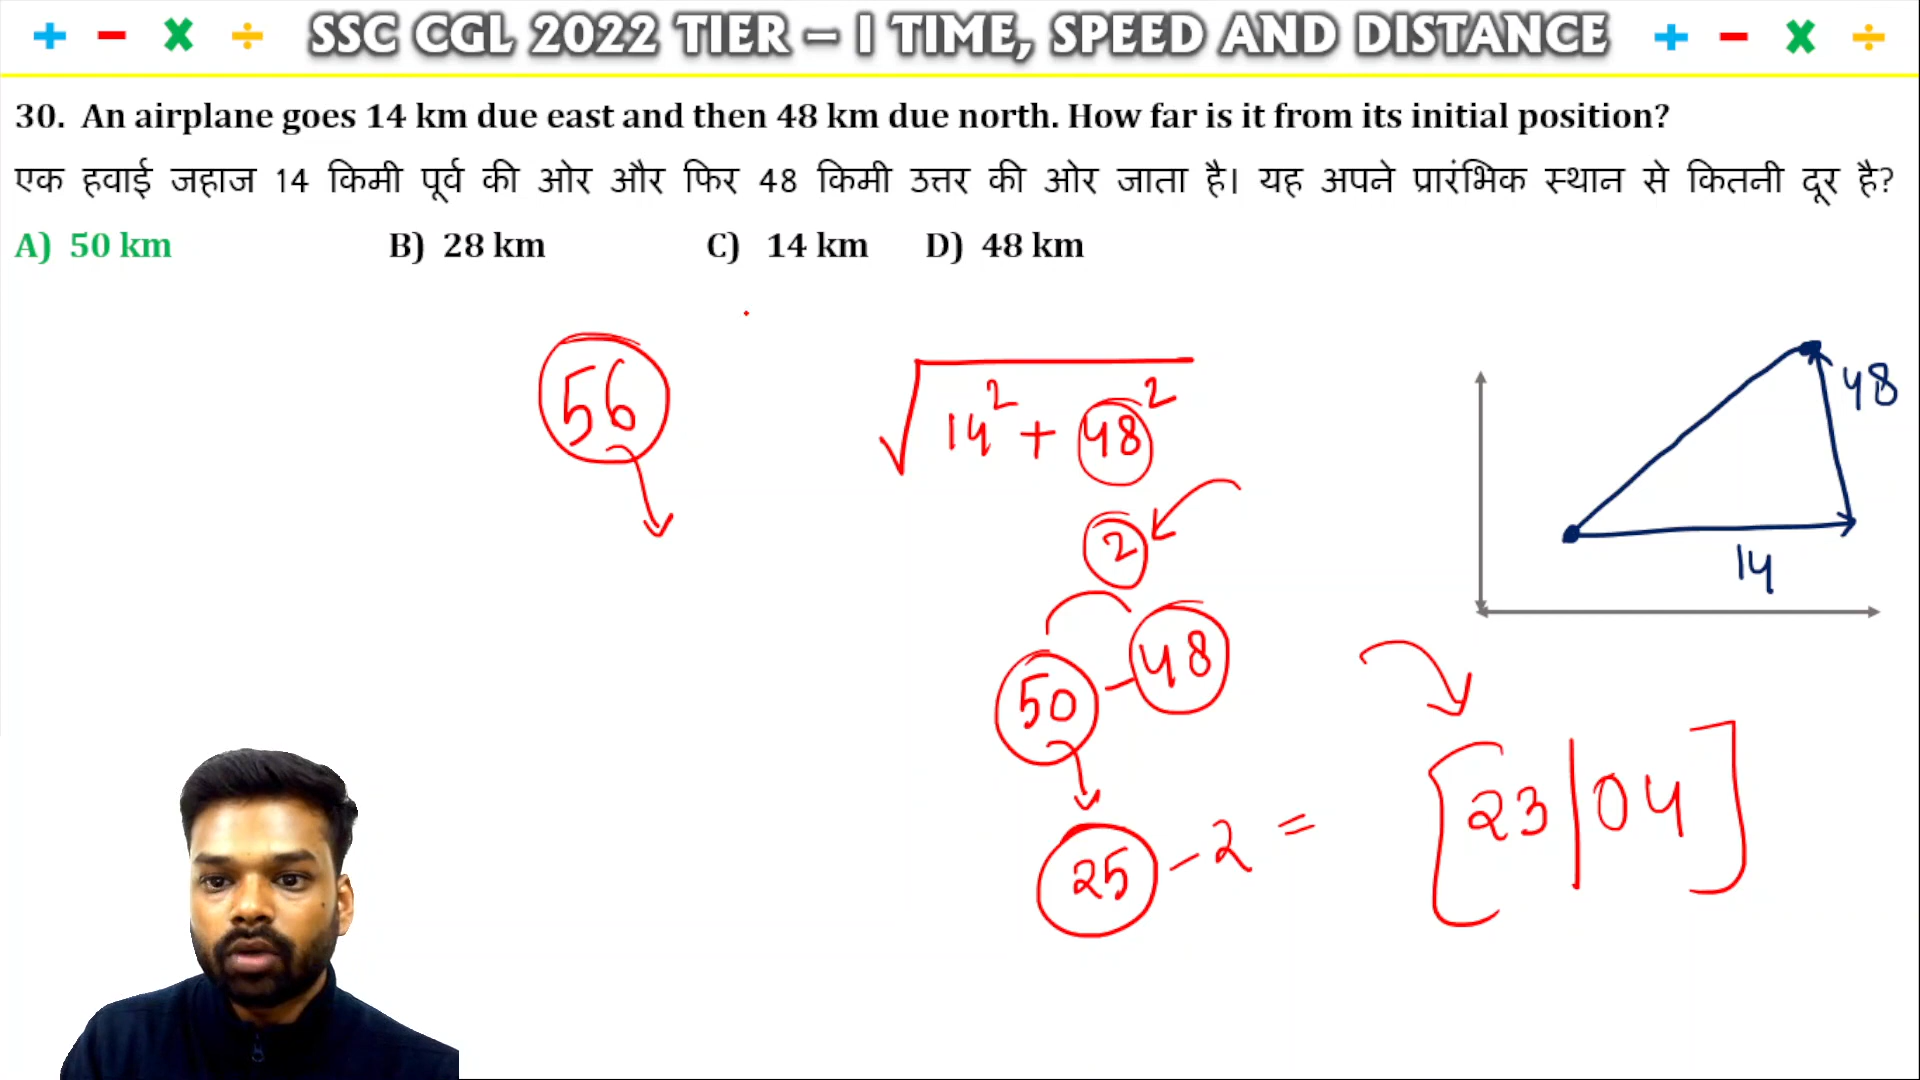 + - × ÷ SSC CGL 2022 TIER – I TIME, SPEED AND DISTANCE + - × ÷
30. An airplane goes 14 km due east and then 48 km due north. How far is it from its initial position?
एक हवाई जहाज 14 किमी पूर्व की ओर और फिर 48 किमी उत्तर की ओर जाता है। यह अपने प्रारंभिक स्थान से कितनी दूर है?
A) 50 km B) 28 km C) 14 km D) 48 km
56
√14² + 48²
48
14
2
50 - 48
25 - 2 = [23|04]